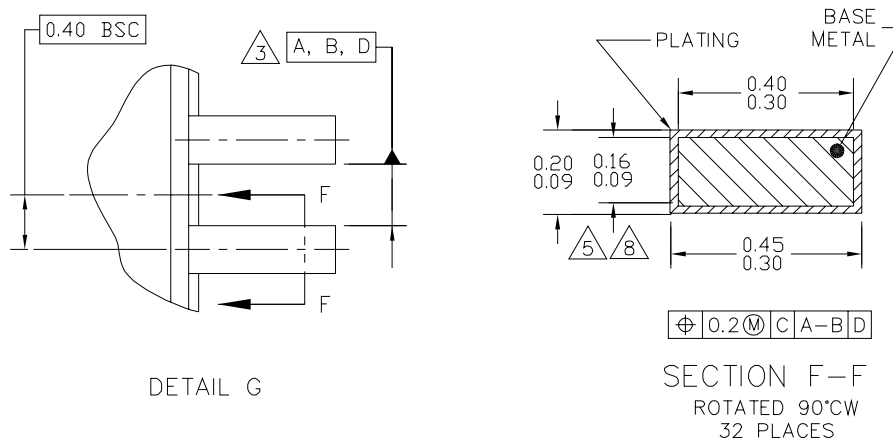 0.40 BSC
3
A, B, D
F
F
DETAIL G
PLATING
BASE
METAL
0.40
0.30
0.20
0.09
0.16
0.09
5
8
0.45
0.30
⌖ 0.2 Ⓜ C A-B D
SECTION F-F
ROTATED 90°CW
32 PLACES